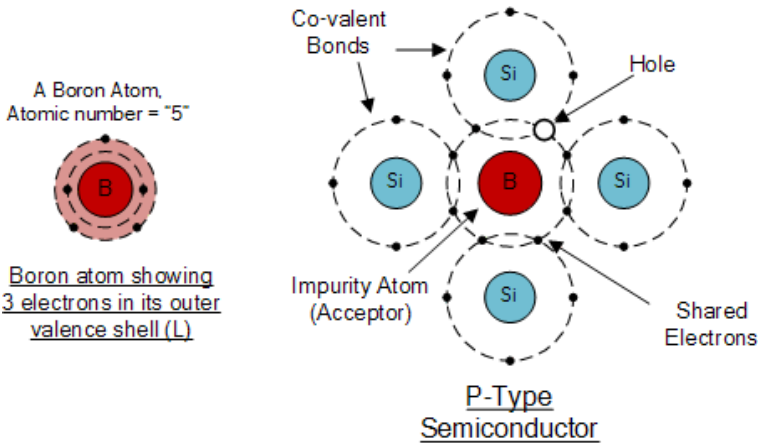 A Boron Atom,
Atomic number = "5"
B
Boron atom showing
3 electrons in its outer
valence shell (L)
Co-valent
Bonds
Hole
Si
Si
B
Si
Si
Impurity Atom
(Acceptor)
Shared
Electrons
P-Type
Semiconductor